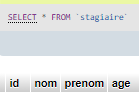 SELECT * FROM `stagiaire`
id nom prenom age